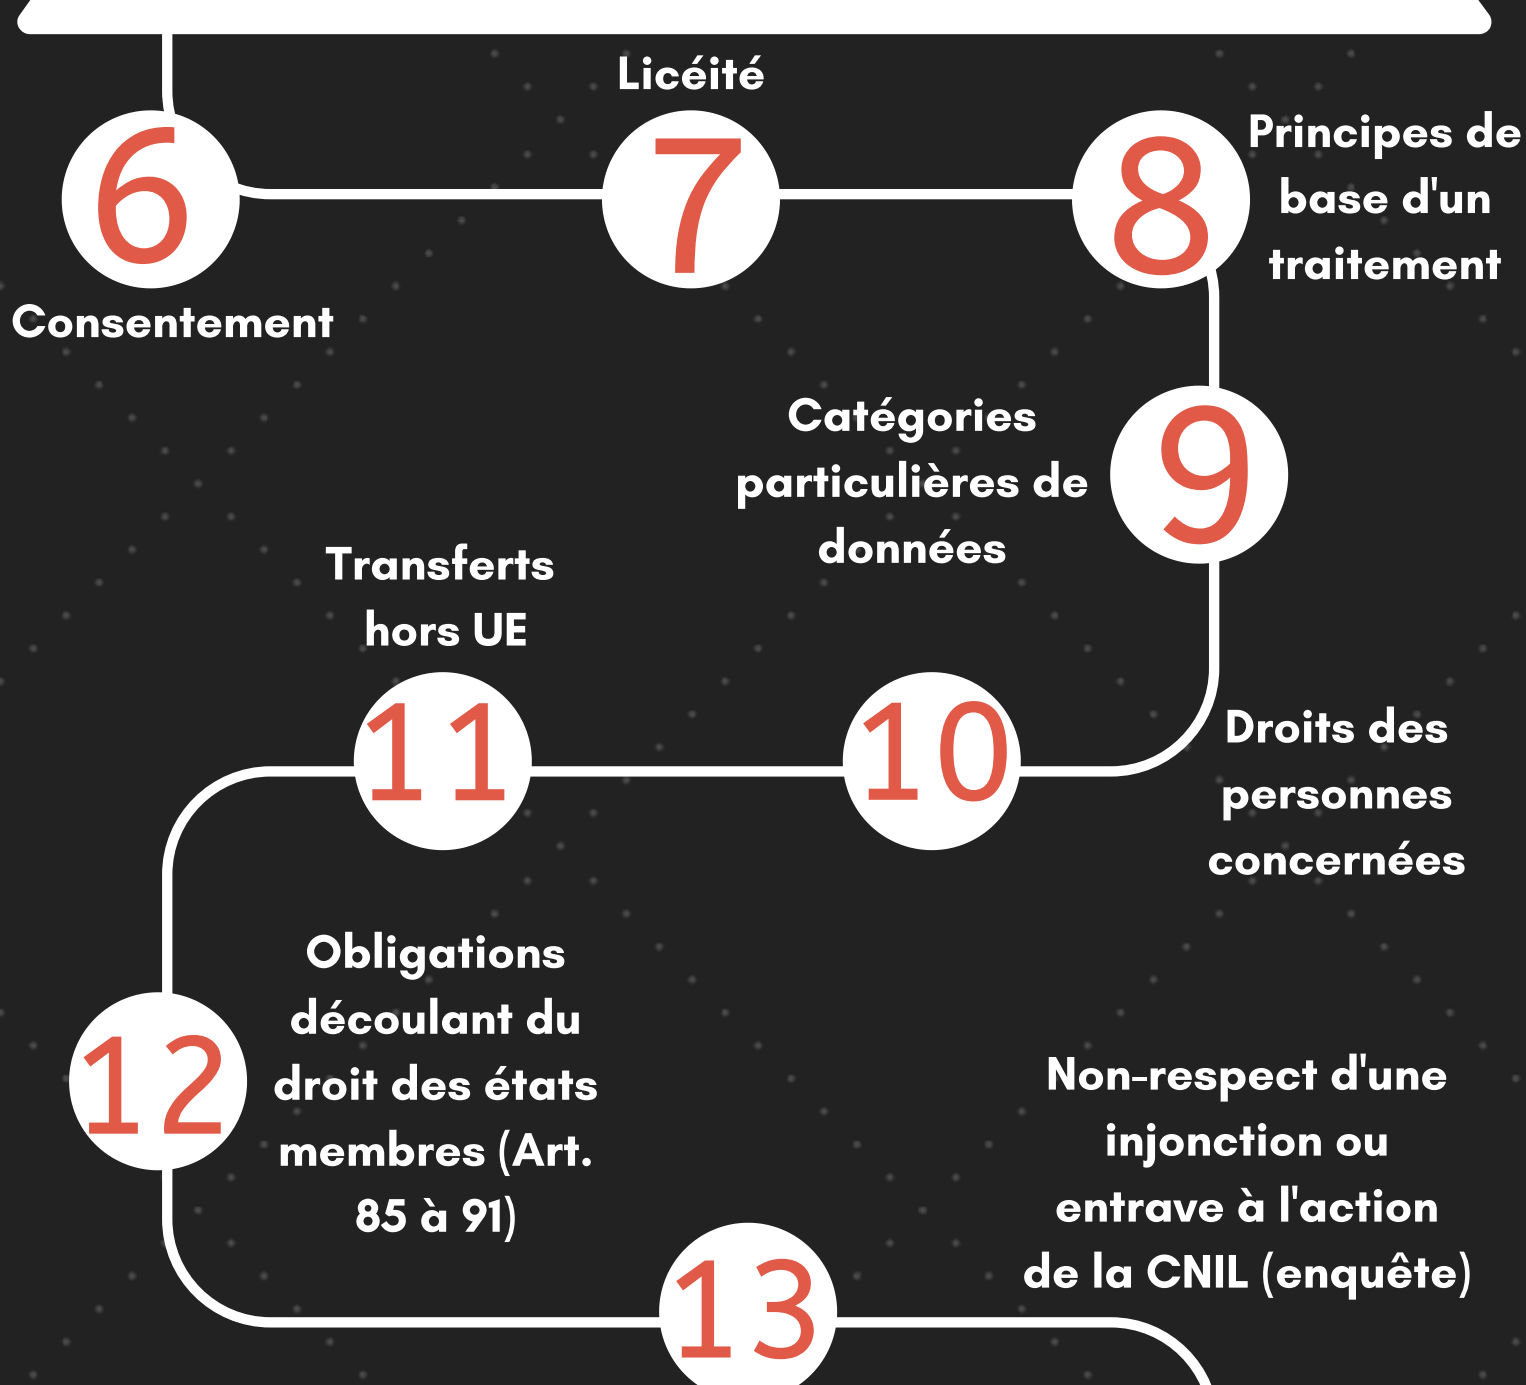 6
Consentement
Licéité
7
8
Principes de
base d'un
traitement
9
Catégories
particulières de
données
10
Droits des
personnes
concernées
11
Transferts
hors UE
12
Obligations
découlant du
droit des états
membres (Art.
85 à 91)
13
Non-respect d'une
injonction ou
entrave à l'action
de la CNIL (enquête)